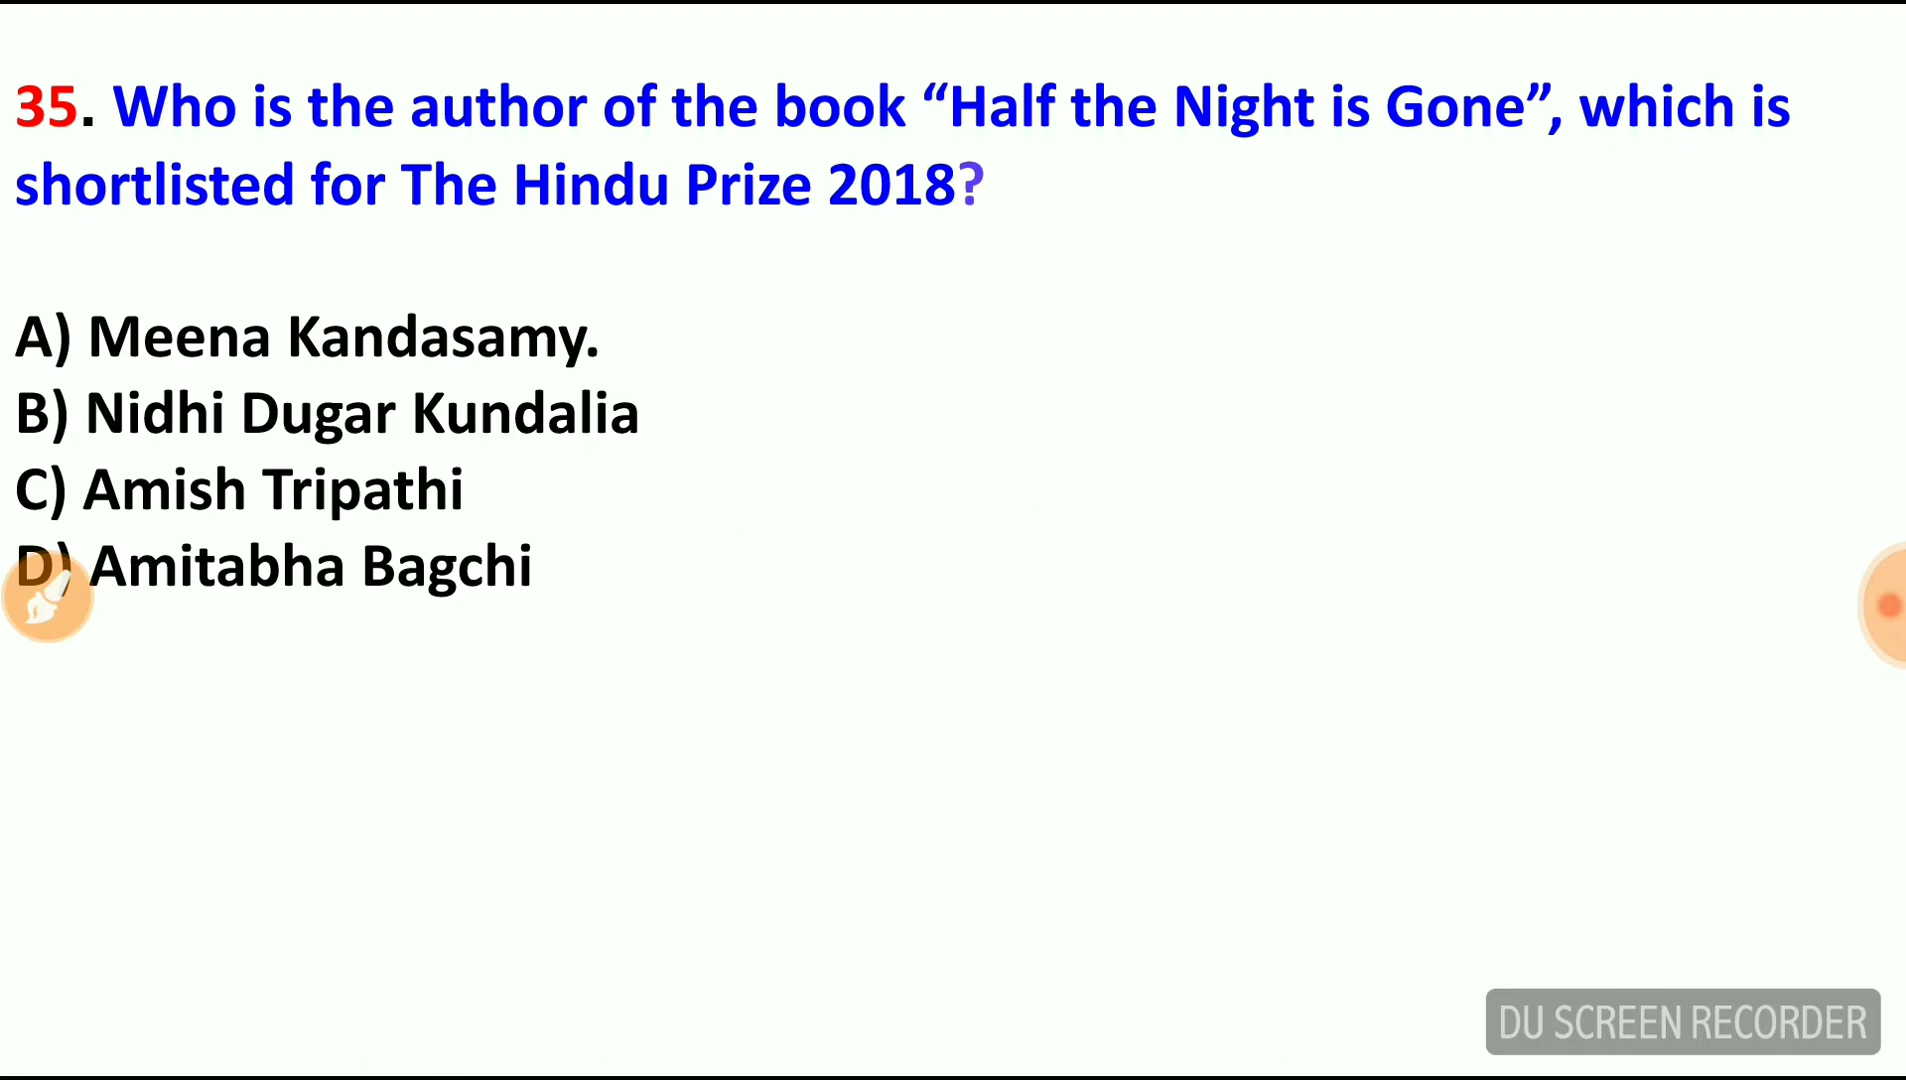 35. Who is the author of the book “Half the Night is Gone”, which is
shortlisted for The Hindu Prize 2018?
A) Meena Kandasamy.
B) Nidhi Dugar Kundalia
C) Amish Tripathi
D) Amitabha Bagchi
DU SCREEN RECORDER